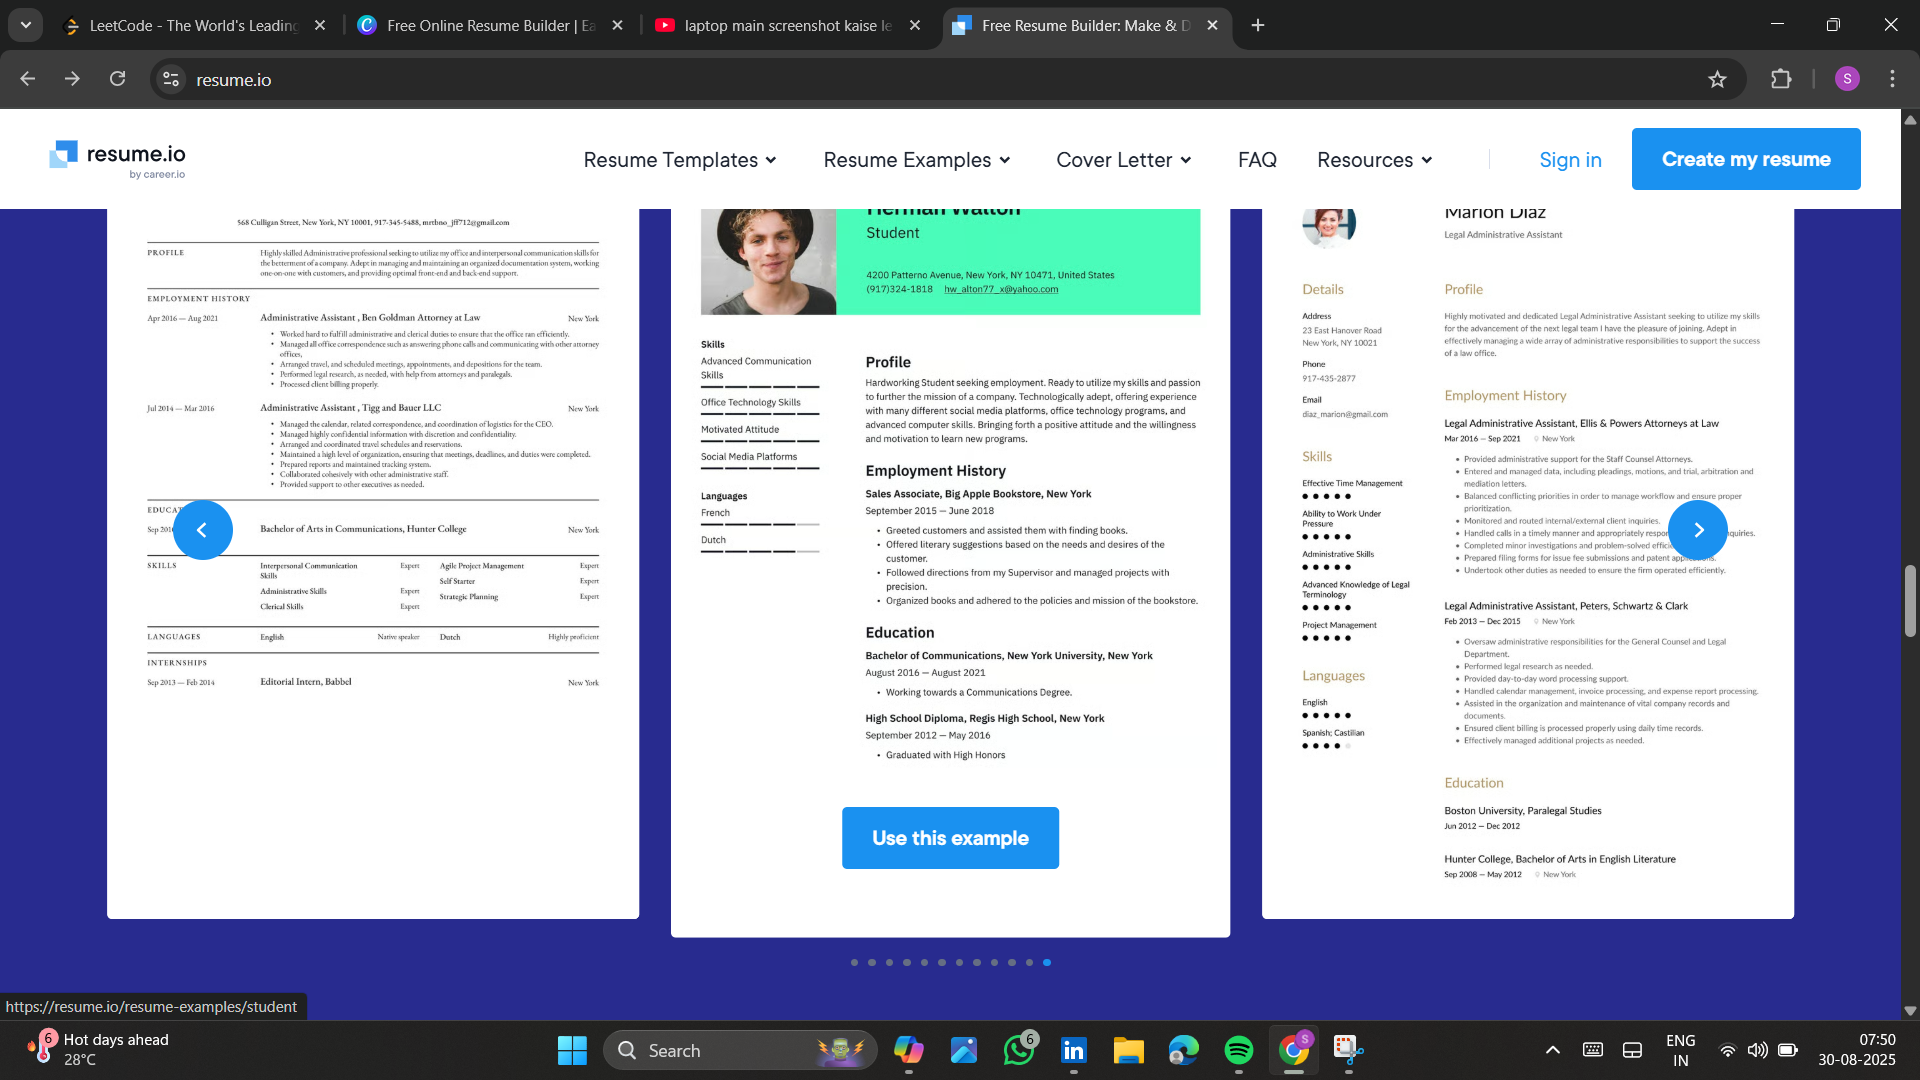 LeetCode - The World's Leading
Free Online Resume Builder | Ea
laptop main screenshot kaise le
Free Resume Builder: Make & D
resume.io
S
resume.io
by career.io
Resume Templates
Resume Examples
Cover Letter
FAQ
Resources
Sign in
Create my resume
568 Culligan Street, New York, NY 10001, 917-345-5488, mrtbno_jff712@gmail.com
PROFILE
Highly skilled Administrative professional seeking to utilize my office and interpersonal communication skills for
the betterment of a company. Adept in managing and maintaining an organized documentation system, working
one-on-one with customers, and providing optimal front-end and back-end support.
EMPLOYMENT HISTORY
Apr 2016 — Aug 2021
Administrative Assistant , Ben Goldman Attorney at Law
New York
• Worked hard to fulfill administrative and clerical duties to ensure that the office ran efficiently.
• Managed all office correspondence such as answering phone calls and communicating with other attorney
offices,
• Arranged travel, and scheduled meetings, appointments, and depositions for the team.
• Performed legal research, as needed, with help from attorneys and paralegals.
• Processed client billing properly.
Jul 2014 — Mar 2016
Administrative Assistant , Tigg and Bauer LLC
New York
• Managed the calendar, related correspondence, and coordination of logistics for the CEO.
• Managed highly confidential information with discretion and confidentiality.
• Arranged and coordinated travel schedules and reservations.
• Maintained a high level of organization, ensuring that meetings, deadlines, and duties were completed.
• Prepared reports and maintained tracking system.
• Collaborated cohesively with other administrative staff.
• Provided support to other executives as needed.
EDUCA
Sep 201
Bachelor of Arts in Communications, Hunter College
New York
SKILLS
Interpersonal Communication
Skills
Expert
Agile Project Management
Expert
Self Starter
Expert
Administrative Skills
Expert
Strategic Planning
Expert
Clerical Skills
Expert
LANGUAGES
English
Native speaker
Dutch
Highly proficient
INTERNSHIPS
Sep 2013 — Feb 2014
Editorial Intern, Babbel
New York
Herman Walton
Student
4200 Patterno Avenue, New York, NY 10471, United States
(917)324-1818 hw_alton77_x@yahoo.com
Skills
Advanced Communication
Skills
Office Technology Skills
Motivated Attitude
Social Media Platforms
Languages
French
Dutch
Profile
Hardworking Student seeking employment. Ready to utilize my skills and passion
to further the mission of a company. Technologically adept, offering experience
with many different social media platforms, office technology programs, and
advanced computer skills. Bringing forth a positive attitude and the willingness
and motivation to learn new programs.
Employment History
Sales Associate, Big Apple Bookstore, New York
September 2015 — June 2018
• Greeted customers and assisted them with finding books.
• Offered literary suggestions based on the needs and desires of the
customer.
• Followed directions from my Supervisor and managed projects with
precision.
• Organized books and adhered to the policies and mission of the bookstore.
Education
Bachelor of Communications, New York University, New York
August 2016 — August 2021
• Working towards a Communications Degree.
High School Diploma, Regis High School, New York
September 2012 — May 2016
• Graduated with High Honors
Use this example
Marion Diaz
Legal Administrative Assistant
Details
Address
23 East Hanover Road
New York, NY 10021
Phone
917-435-2877
Email
diaz_marion@gmail.com
Skills
Effective Time Management
Ability to Work Under
Pressure
Administrative Skills
Advanced Knowledge of Legal
Terminology
Project Management
Languages
English
Spanish; Castilian
Profile
Highly motivated and dedicated Legal Administrative Assistant seeking to utilize my skills
for the advancement of the next legal team I have the pleasure of joining. Adept in
effectively managing a wide array of administrative responsibilities to support the success
of a law office.
Employment History
Legal Administrative Assistant, Ellis & Powers Attorneys at Law
Mar 2016 — Sep 2021 New York
• Provided administrative support for the Staff Counsel Attorneys.
• Entered and managed data, including pleadings, motions, and trial, arbitration and
mediation letters.
• Balanced conflicting priorities in order to manage workflow and ensure proper
prioritization.
• Monitored and routed internal/external client inquiries.
• Handled calls in a timely manner and appropriately respon quiries.
• Completed minor investigations and problem-solved effici
• Prepared filing forms for issue fee submissions and patent app
• Undertook other duties as needed to ensure the firm operated efficiently.
Legal Administrative Assistant, Peters, Schwartz & Clark
Feb 2013 — Dec 2015 New York
• Oversaw administrative responsibilities for the General Counsel and Legal
Department.
• Performed legal research as needed.
• Provided day-to-day word processing support.
• Handled calendar management, invoice processing, and expense report processing.
• Assisted in the organization and maintenance of vital company records and
documents.
• Ensured client billing is processed properly using daily time records.
• Effectively managed additional projects as needed.
Education
Boston University, Paralegal Studies
Jun 2012 — Dec 2012
Hunter College, Bachelor of Arts in English Literature
Sep 2008 — May 2012 New York
https://resume.io/resume-examples/student
6
Hot days ahead
28°C
Search
6
S
ENG
IN
07:50
30-08-2025